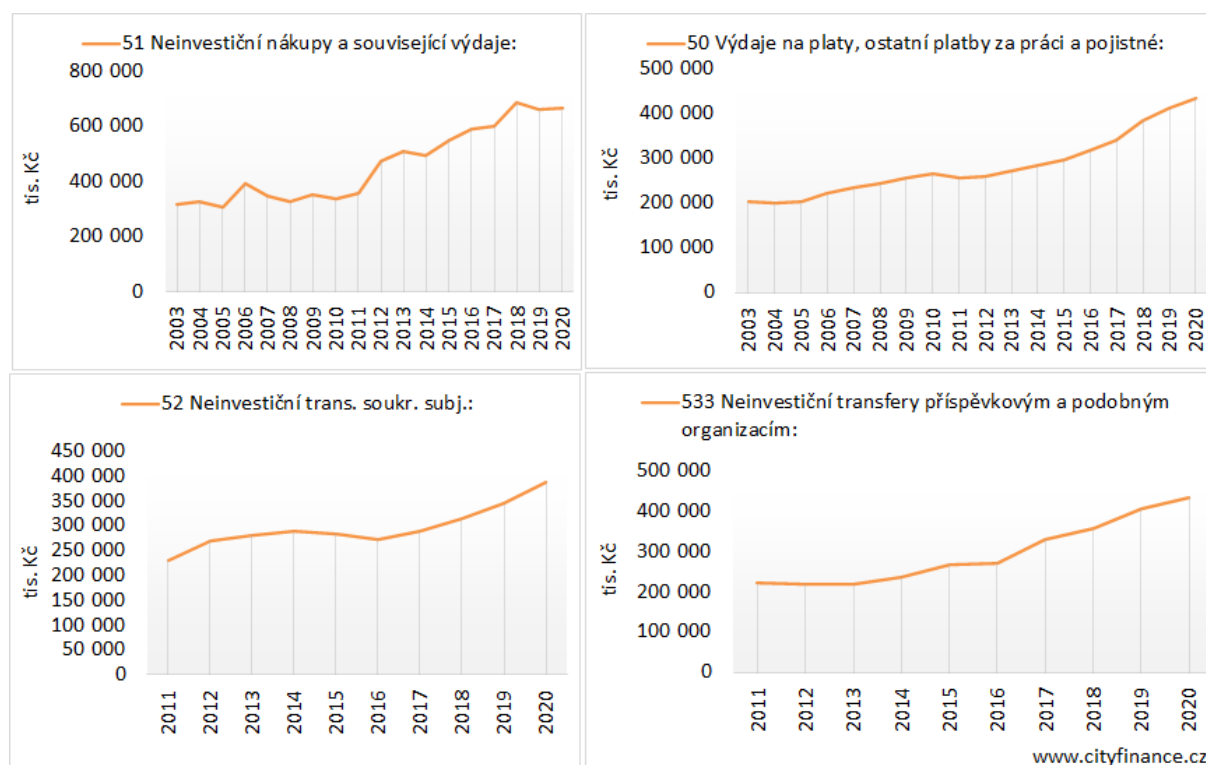 51 Neinvestiční nákupy a související výdaje:
800 000
600 000
400 000
200 000
0
tis. Kč
2003 2004 2005 2006 2007 2008 2009 2010 2011 2012 2013 2014 2015 2016 2017 2018 2019 2020
50 Výdaje na platy, ostatní platby za práci a pojistné:
500 000
400 000
300 000
200 000
100 000
0
tis. Kč
2003 2004 2005 2006 2007 2008 2009 2010 2011 2012 2013 2014 2015 2016 2017 2018 2019 2020
52 Neinvestiční trans. soukr. subj.:
450 000
400 000
350 000
300 000
250 000
200 000
150 000
100 000
50 000
0
tis. Kč
2011 2012 2013 2014 2015 2016 2017 2018 2019 2020
533 Neinvestiční transfery příspěvkovým a podobným
organizacím:
500 000
400 000
300 000
200 000
100 000
0
tis. Kč
2011 2012 2013 2014 2015 2016 2017 2018 2019 2020
www.cityfinance.cz